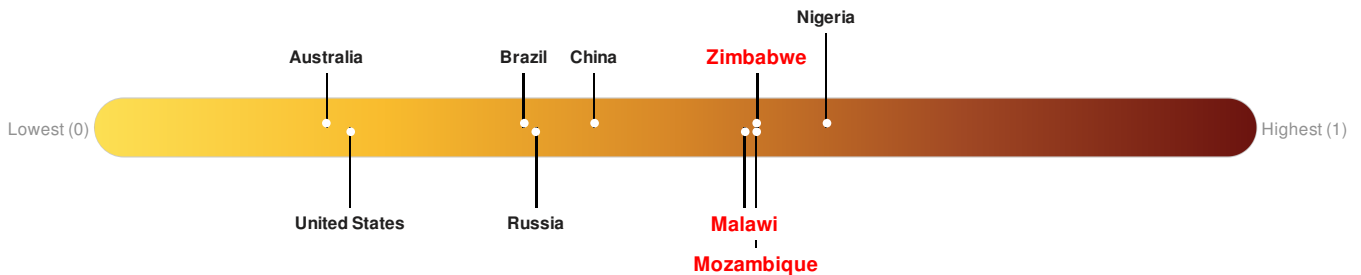 Nigeria
Australia
Brazil
China
Zimbabwe
Lowest (0)
Highest (1)
United States
Russia
Malawi
Mozambique